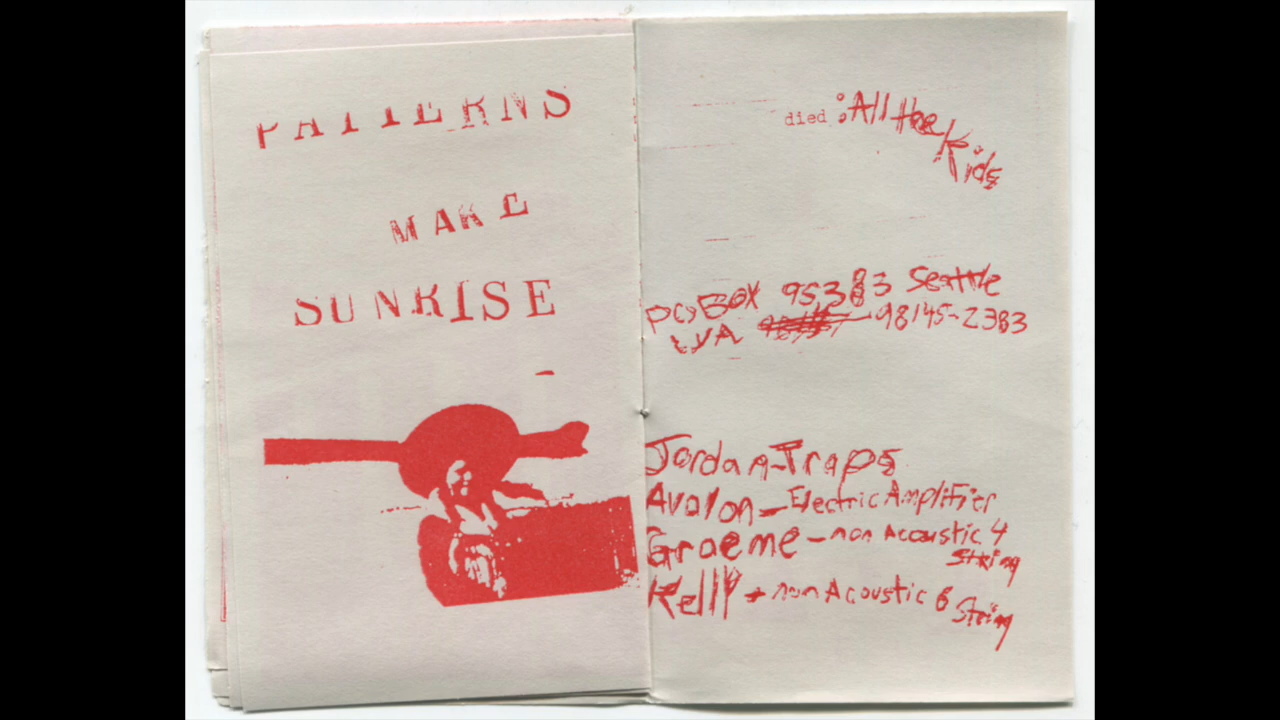 PATTERNS
MAKE
SUNRISE
died : All the
Kids
PO BOX 95383 Seattle
WA 98145-2383
Jordan - Traps
Avalon - Electric Amplifier
Graeme - non Accoustic 4
String
Kelly - non Acoustic 6
String